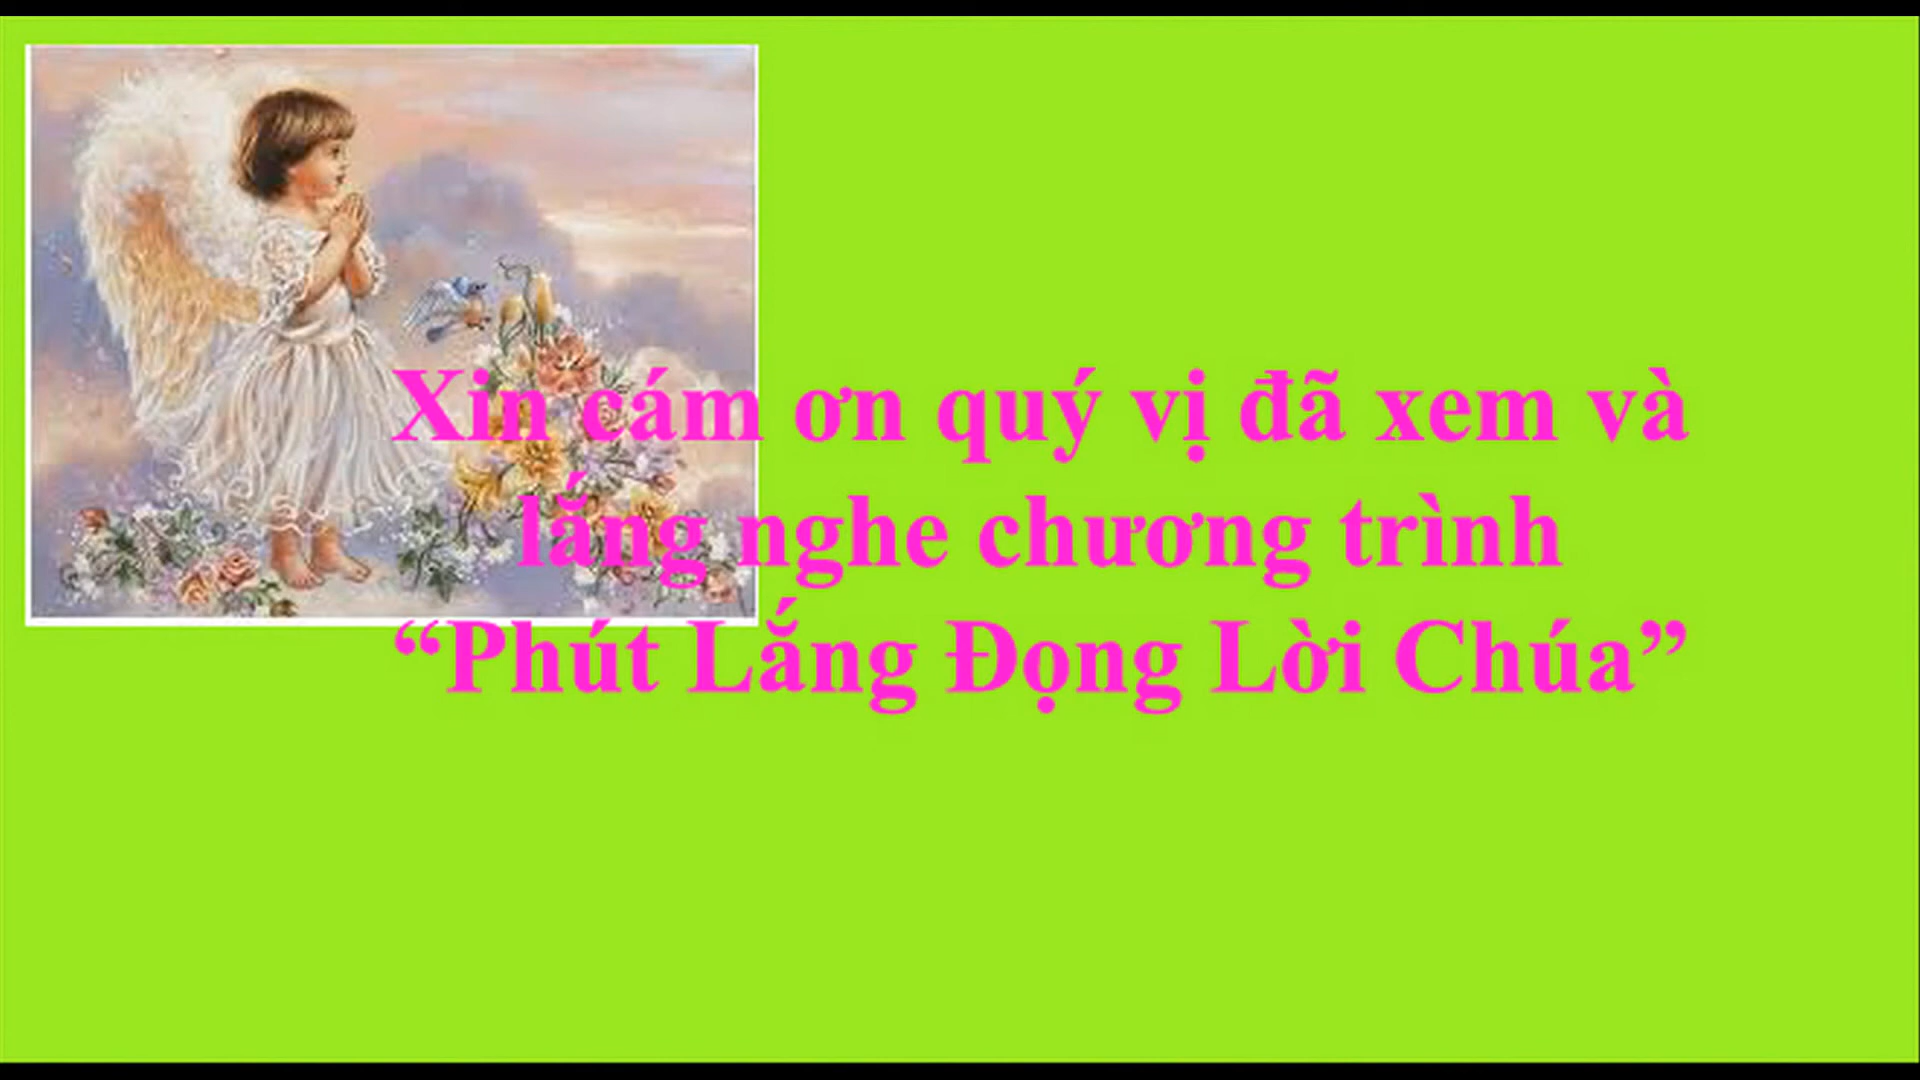 Xin cám ơn quý vị đã xem và
lắng nghe chương trình
“Phút Lắng Đọng Lời Chúa”